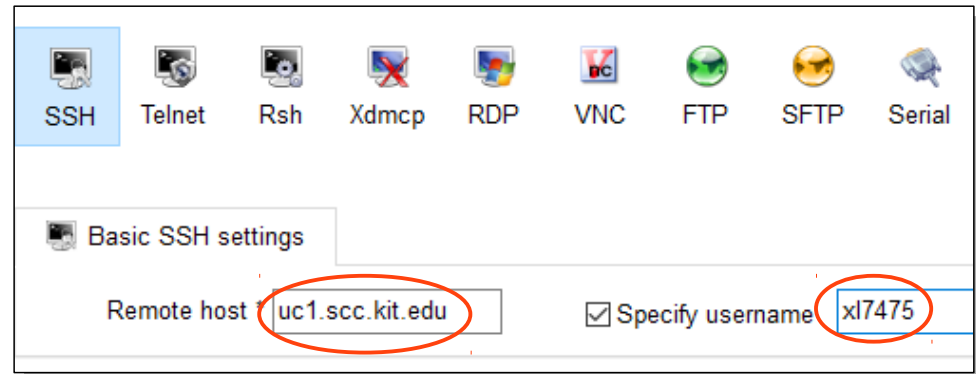 SSH Telnet Rsh Xdmcp RDP VNC FTP SFTP Serial
Basic SSH settings
Remote host * uc1.scc.kit.edu Specify username xl7475